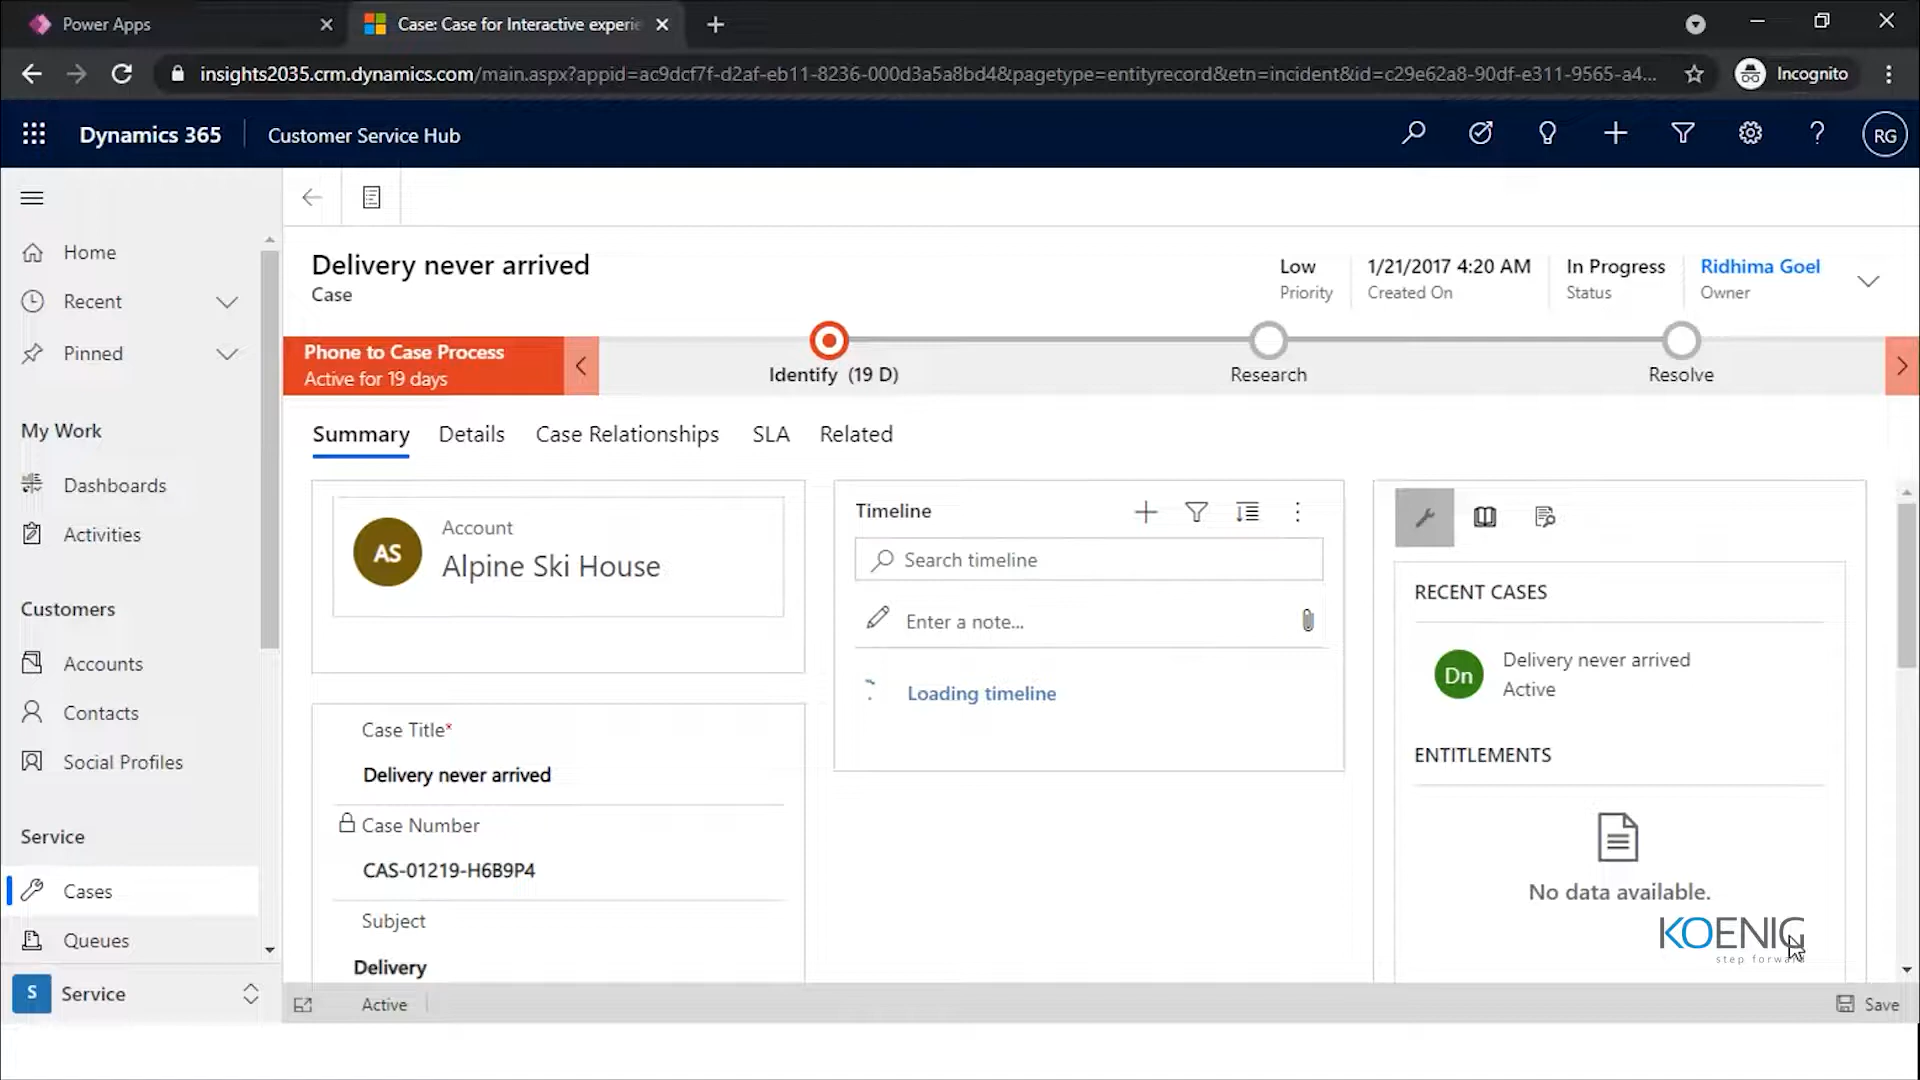 Power Apps
Case: Case for Interactive experie
insights2035.crm.dynamics.com/main.aspx?appid=ac9dcf7f-d2af-eb11-8236-000d3a5a8bd4&pagetype=entityrecord&etn=incident&id=c29e62a8-90df-e311-9565-a4...
Incognito
Dynamics 365
Customer Service Hub
RG
Home
Recent
Pinned
My Work
Dashboards
Activities
Customers
Accounts
Contacts
Social Profiles
Service
Cases
Queues
S Service
Delivery never arrived
Case
Low
Priority
1/21/2017 4:20 AM
Created On
In Progress
Status
Ridhima Goel
Owner
Phone to Case Process
Active for 19 days
Identify (19 D)
Research
Resolve
Summary
Details
Case Relationships
SLA
Related
AS
Account
Alpine Ski House
Case Title*
Delivery never arrived
Case Number
CAS-01219-H6B9P4
Subject
Delivery
Timeline
Search timeline
Enter a note...
Loading timeline
RECENT CASES
Dn
Delivery never arrived
Active
ENTITLEMENTS
No data available.
KOENIG
step forward
Active
Save